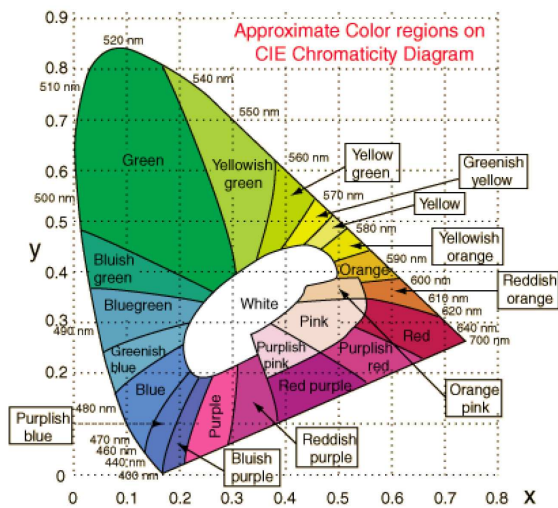 Approximate Color regions on
CIE Chromaticity Diagram
0.9
0.8
0.7
0.6
0.5
0.4
0.3
0.2
0.1
0
y
0
0.1
0.2
0.3
0.4
0.5
0.6
0.7
0.8
x
520 nm
510 nm
540 nm
550 nm
560 nm
570 nm
580 nm
590 nm
600 nm
610 nm
620 nm
640 nm
700 nm
500 nm
490 nm
480 nm
470 nm
460 nm
440 nm
400 nm
Green
Yellowish
green
Yellow
green
Greenish
yellow
Yellow
Yellowish
orange
Orange
Reddish
orange
Bluish
green
Bluegreen
Greenish
blue
Blue
White
Pink
Purplish
pink
Red
Purplish
red
Red purple
Purple
Orange
pink
Reddish
purple
Bluish
purple
Purplish
blue